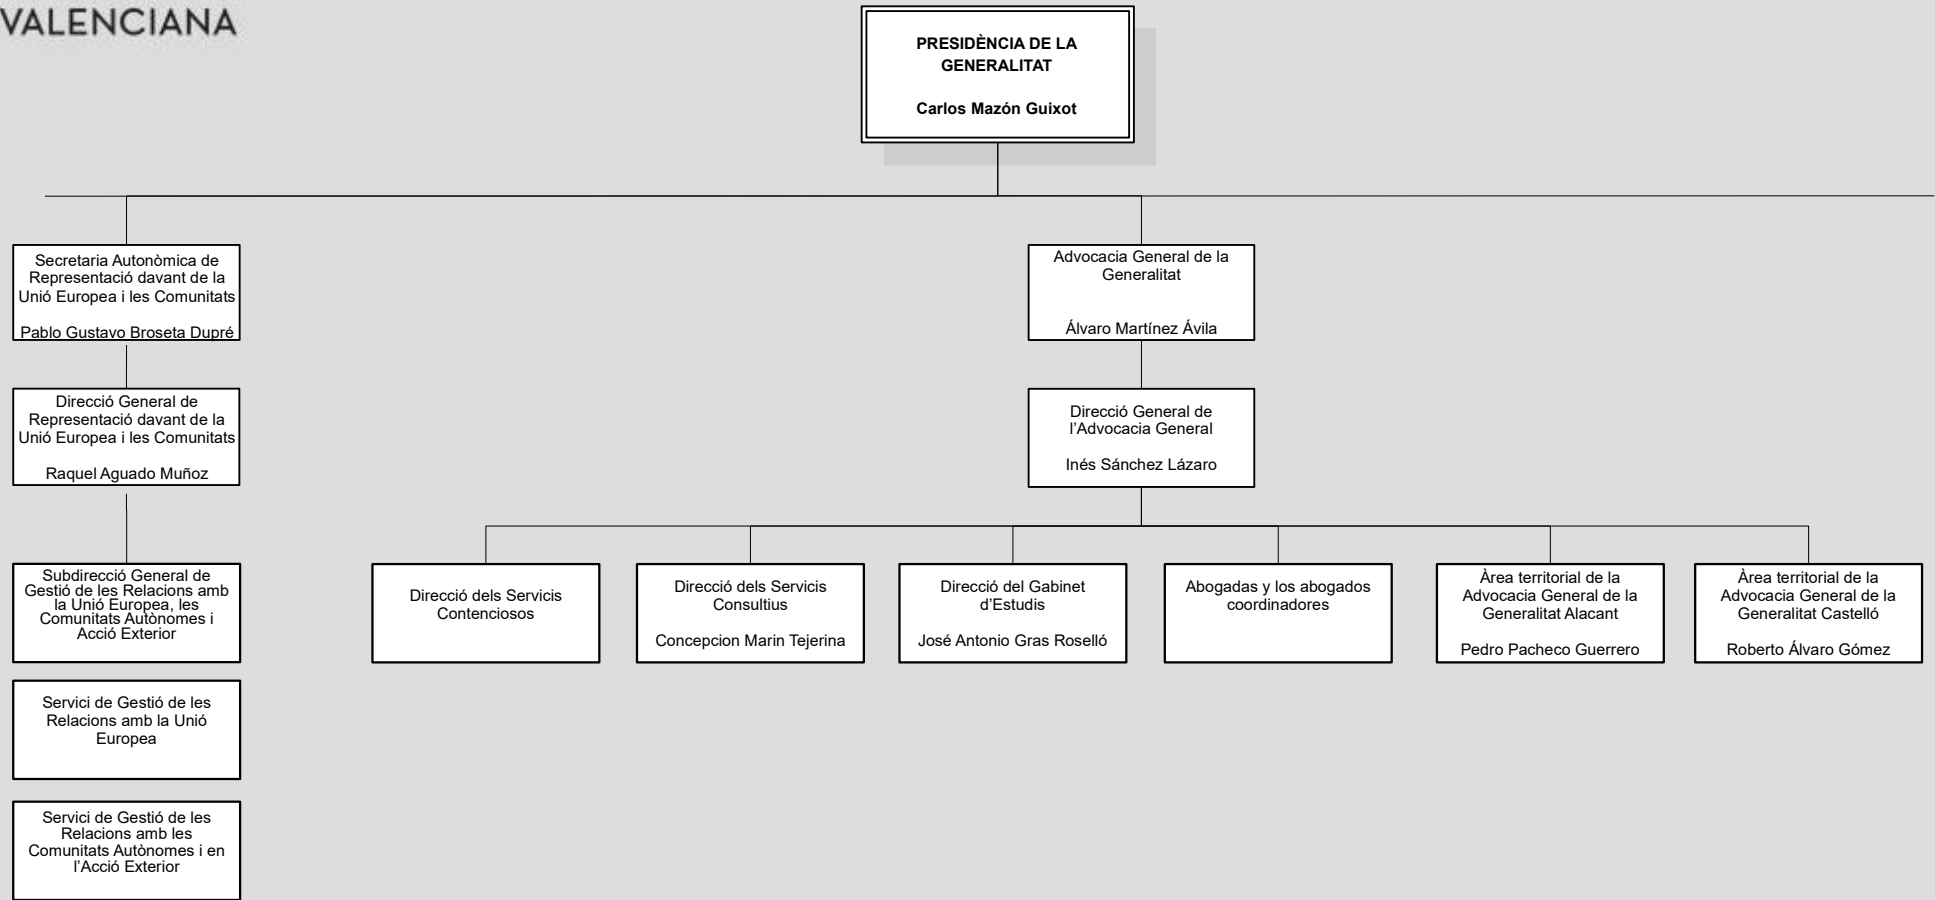 VALENCIANA
PRESIDÈNCIA DE LA
GENERALITAT
Carlos Mazón Guixot
Secretaria Autonòmica de
Representació davant de la
Unió Europea i les Comunitats
Pablo Gustavo Broseta Dupré
Advocacia General de la
Generalitat
Álvaro Martínez Ávila
Direcció General de
Representació davant de la
Unió Europea i les Comunitats
Raquel Aguado Muñoz
Direcció General de
l’Advocacia General
Inés Sánchez Lázaro
Subdirecció General de
Gestió de les Relacions amb
la Unió Europea, les
Comunitats Autònomes i
Acció Exterior
Direcció dels Servicis
Contenciosos
Direcció dels Servicis
Consultius
Concepcion Marin Tejerina
Direcció del Gabinet
d’Estudis
José Antonio Gras Roselló
Abogadas y los abogados
coordinadores
Àrea territorial de la
Advocacia General de la
Generalitat Alacant
Pedro Pacheco Guerrero
Àrea territorial de la
Advocacia General de la
Generalitat Castelló
Roberto Álvaro Gómez
Servici de Gestió de les
Relacions amb la Unió
Europea
Servici de Gestió de les
Relacions amb les
Comunitats Autònomes i en
l’Acció Exterior